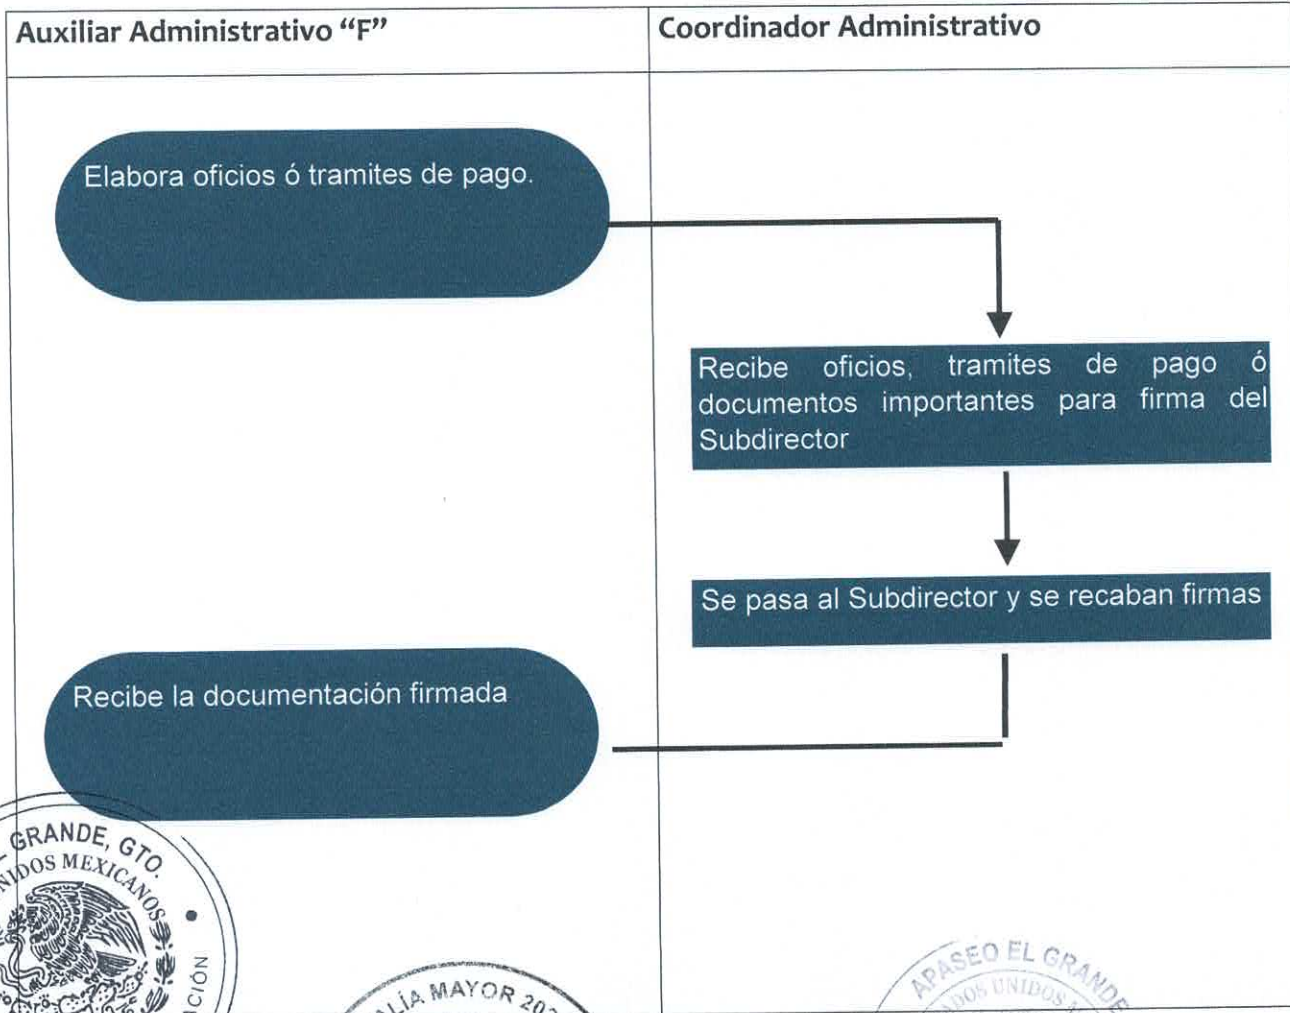 Auxiliar Administrativo “F”
Coordinador Administrativo
Elabora oficios ó tramites de pago.
Recibe oficios, tramites de pago ó
documentos importantes para firma del
Subdirector
Se pasa al Subdirector y se recaban firmas
Recibe la documentación firmada
GRANDE, GTO.
MEXICANOS
MAYOR
APASEO EL GRANDE
UNIDOS